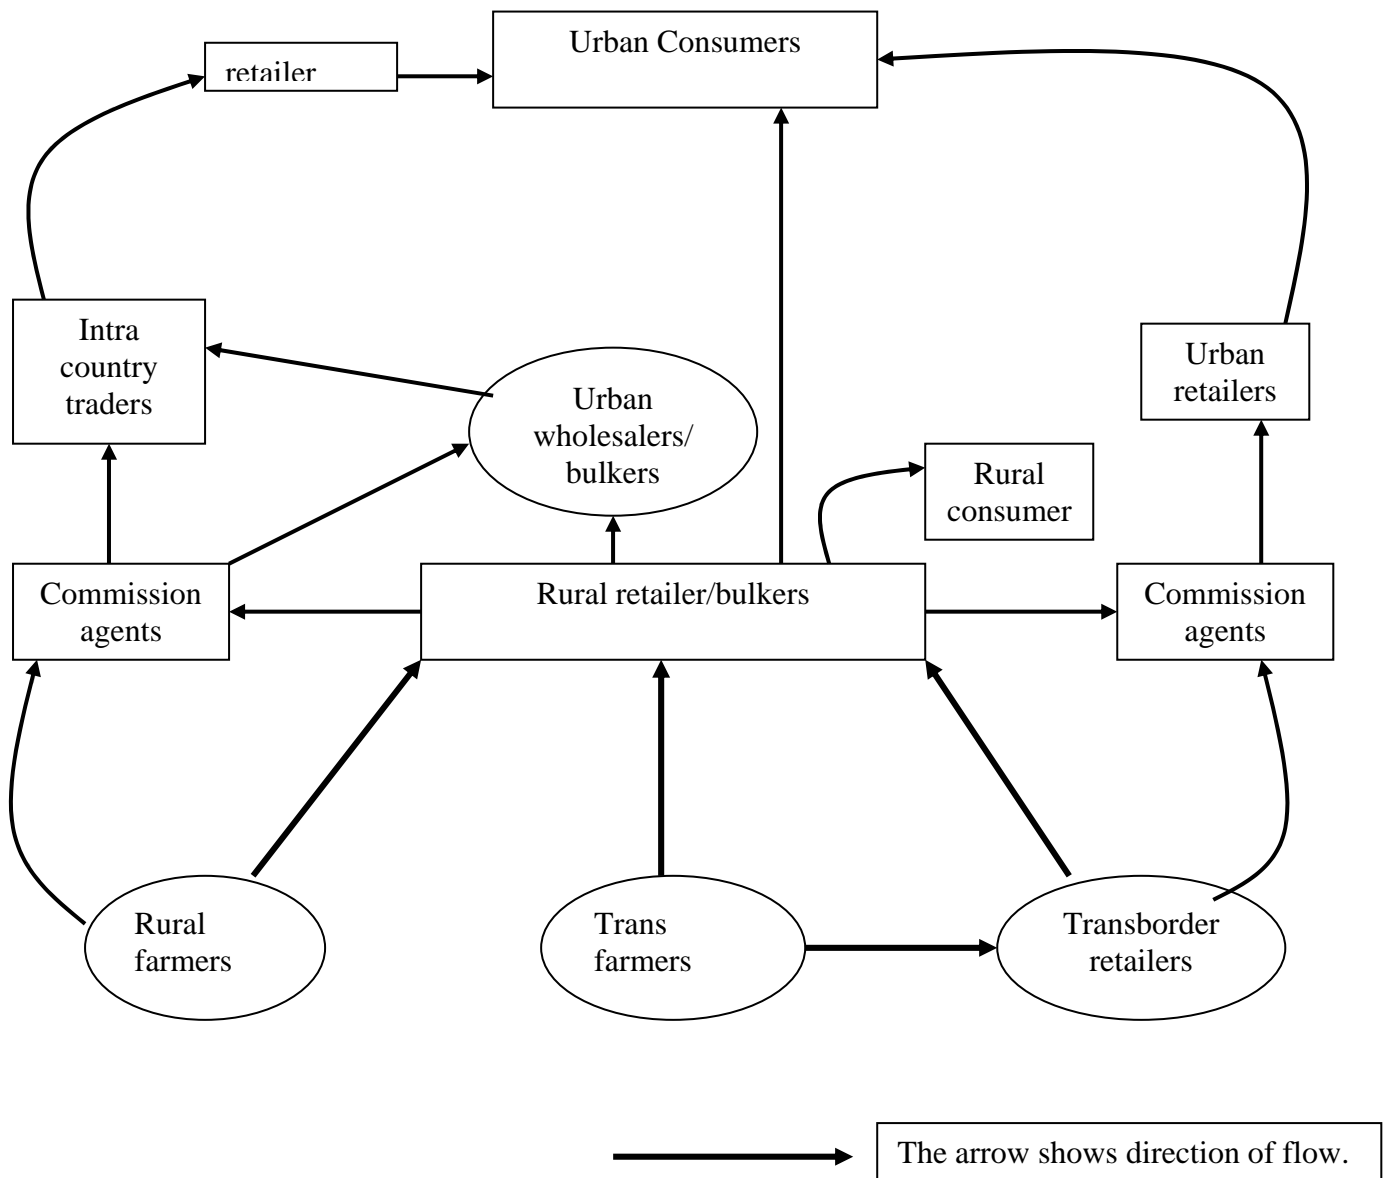 Urban Consumers
retailer
Intra
country
traders
Urban
wholesalers/
bulkers
Urban
retailers
Rural
consumer
Commission
agents
Rural retailer/bulkers
Commission
agents
Rural
farmers
Trans
farmers
Transborder
retailers
The arrow shows direction of flow.